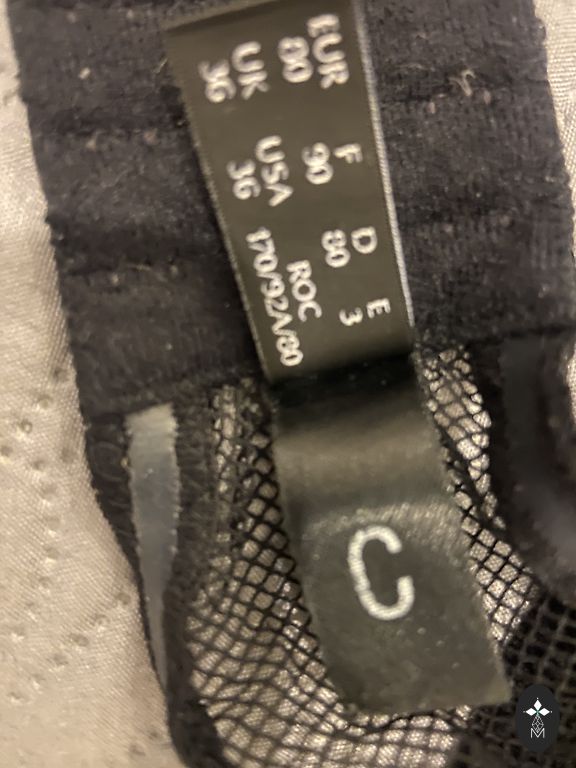 EUR F D E
80 90 80 3
UK USA ROC
36 36 170/92A/80
C
M